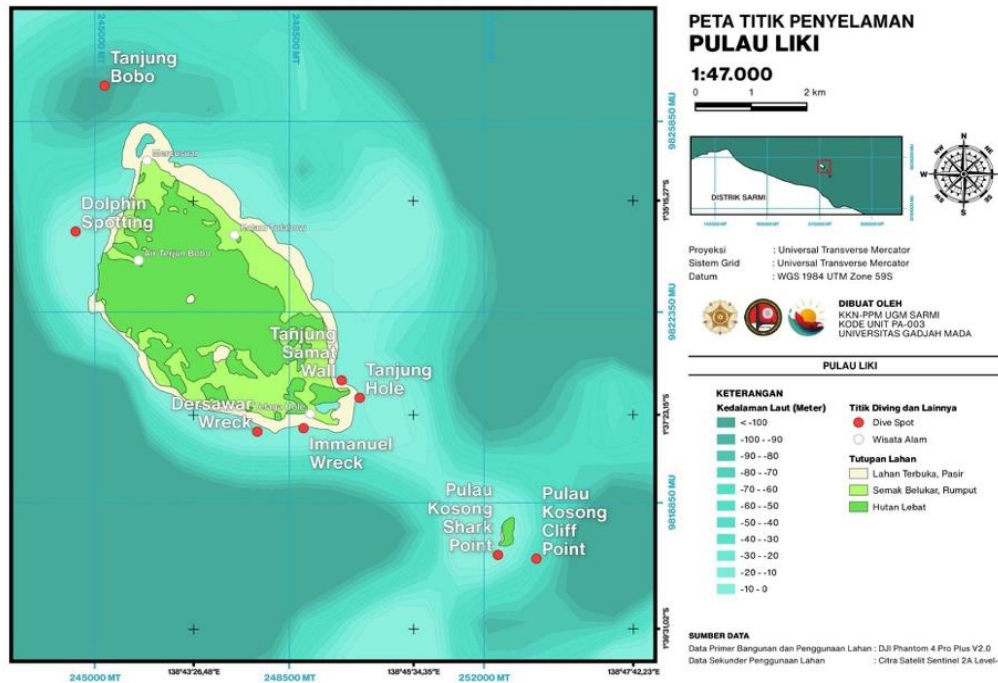 PETA TITIK PENYELAMAN
PULAU LIKI
1:47.000
0 1 2 km
DISTRIK SARMI
N
NE
E
SE
S
SW
W
NW
Proyeksi : Universal Transverse Mercator
Sistem Grid : Universal Transverse Mercator
Datum : WGS 1984 UTM Zone 59S
DIBUAT OLEH
KKN-PPM UGM SARMI
KODE UNIT PA-003
UNIVERSITAS GADJAH MADA
PULAU LIKI
KETERANGAN
Kedalaman Laut (Meter)
< -100
-100 - -90
-90 - -80
-80 - -70
-70 - -60
-60 - -50
-50 - -40
-40 - -30
-30 - -20
-20 - -10
-10 - 0
Titik Diving dan Lainnya
Dive Spot
Wisata Alam
Tutupan Lahan
Lahan Terbuka, Pasir
Semak Belukar, Rumput
Hutan Lebat
SUMBER DATA
Data Primer Bangunan dan Penggunaan Lahan : DJI Phantom 4 Pro Plus V2.0
Data Sekunder Penggunaan Lahan : Citra Satelit Sentinel 2A Level-
245000 MT
248500 MT
Tanjung
Bobo
Mercusuar
Dolphin
Spotting
Air Terjun Bobo
Tanjung
Samat
Wall
Tanjung
Hole
Dersawar
Wreck
Immanuel
Wreck
Pulau
Kosong
Shark
Point
Pulau
Kosong
Cliff
Point
9825850 MU
1°35'15,27"S
9822350 MU
1°37'23,15"S
9818850 MU
1°39'31,02"S
245000 MT
138°43'26,48"E
248500 MT
138°45'34,35"E
252000 MT
138°47'42,23"E